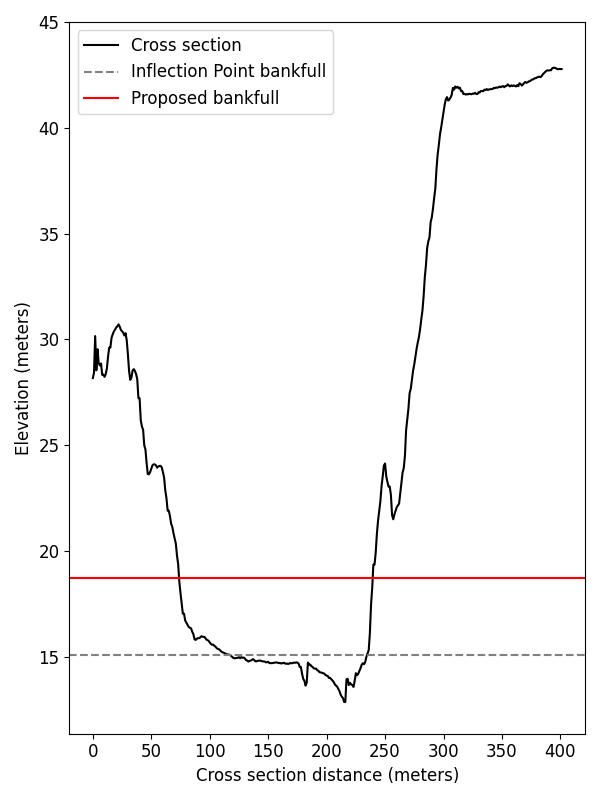 Cross section
Inflection Point bankfull
Proposed bankfull
45
40
35
30
25
20
15
Elevation (meters)
0 50 100 150 200 250 300 350 400
Cross section distance (meters)